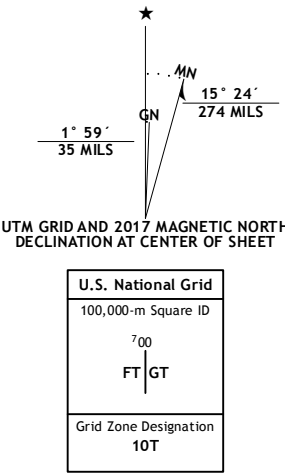 ★
MN
15° 24´
274 MILS
GN
1° 59´
35 MILS
UTM GRID AND 2017 MAGNETIC NORTH
DECLINATION AT CENTER OF SHEET
U.S. National Grid
100,000-m Square ID
⁷00
FT GT
Grid Zone Designation
10T